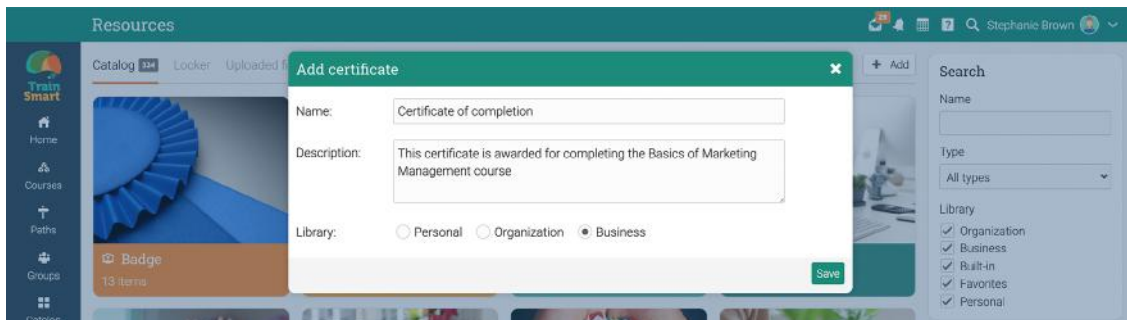 Resources
23
Stephanie Brown
Train
Smart
Home
Courses
Paths
Groups
Catalog
Catalog 324
Locker
Uploaded f
+ Add
Badge
13 items
Add certificate
Name:
Certificate of completion
Description:
This certificate is awarded for completing the Basics of Marketing
Management course
Library:
Personal
Organization
Business
Save
Search
Name
Type
All types
Library
Organization
Business
Built-in
Favorites
Personal